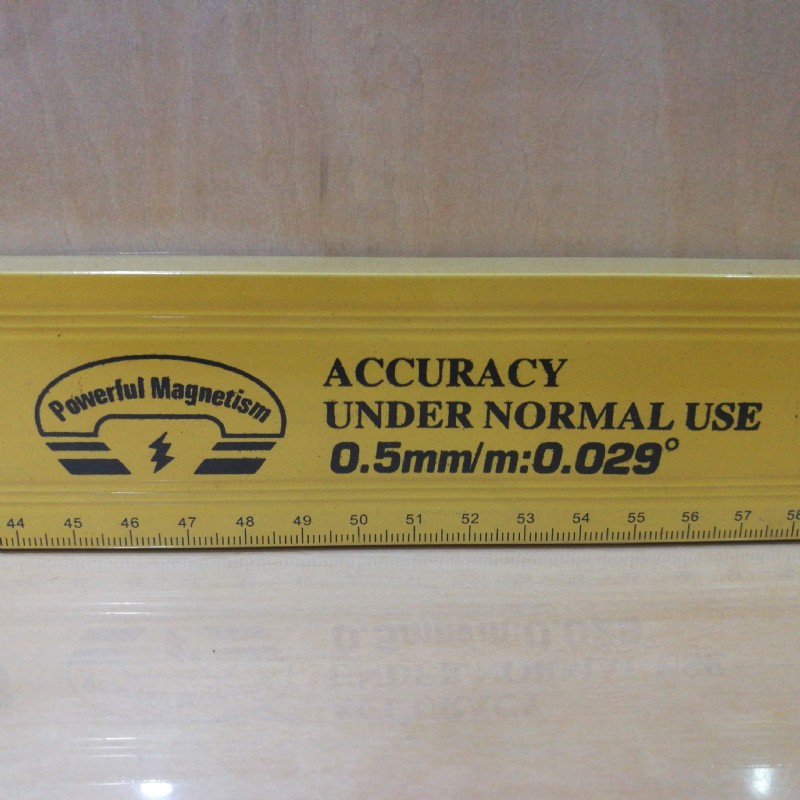 Powerful Magnetism
ACCURACY
UNDER NORMAL USE
0.5mm/m:0.029°
44 45 46 47 48 49 50 51 52 53 54 55 56 57 58